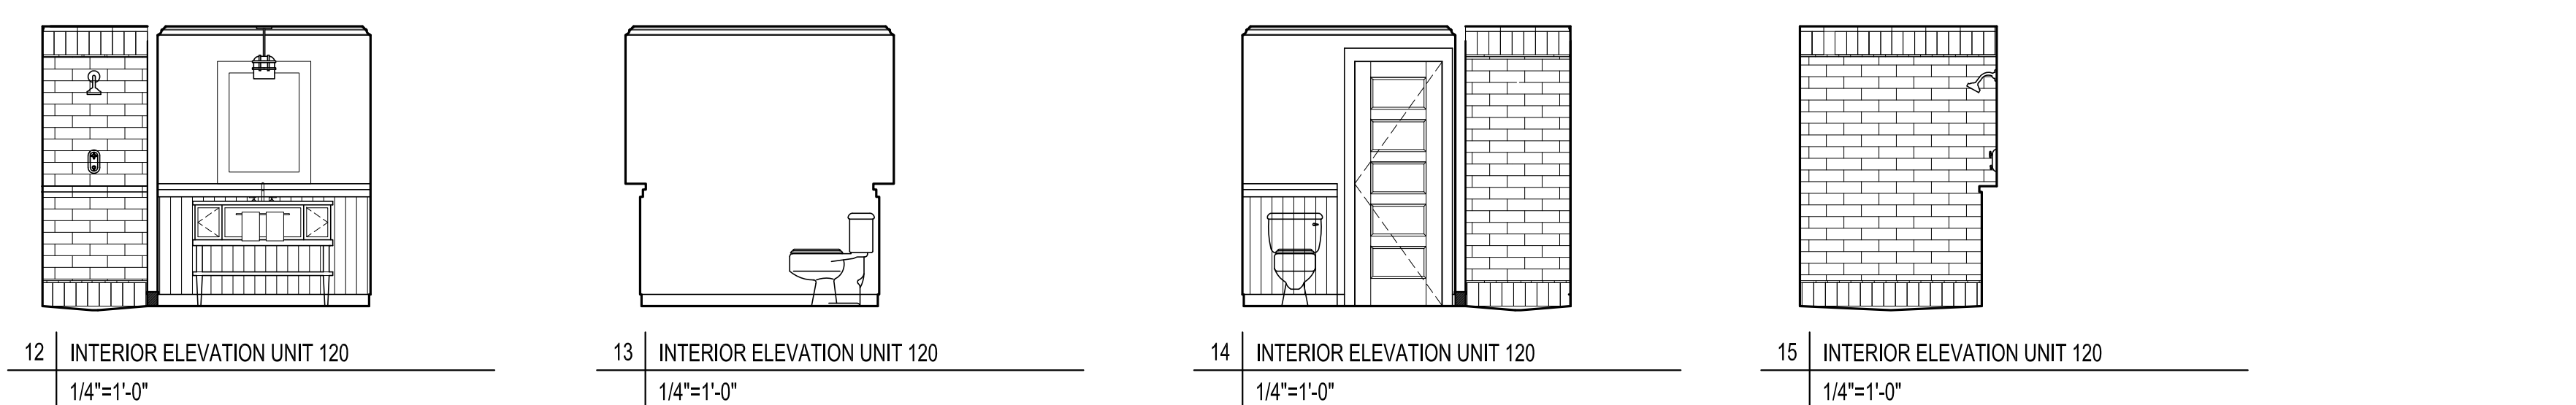 12 INTERIOR ELEVATION UNIT 120
1/4"=1'-0"
13 INTERIOR ELEVATION UNIT 120
1/4"=1'-0"
14 INTERIOR ELEVATION UNIT 120
1/4"=1'-0"
15 INTERIOR ELEVATION UNIT 120
1/4"=1'-0"